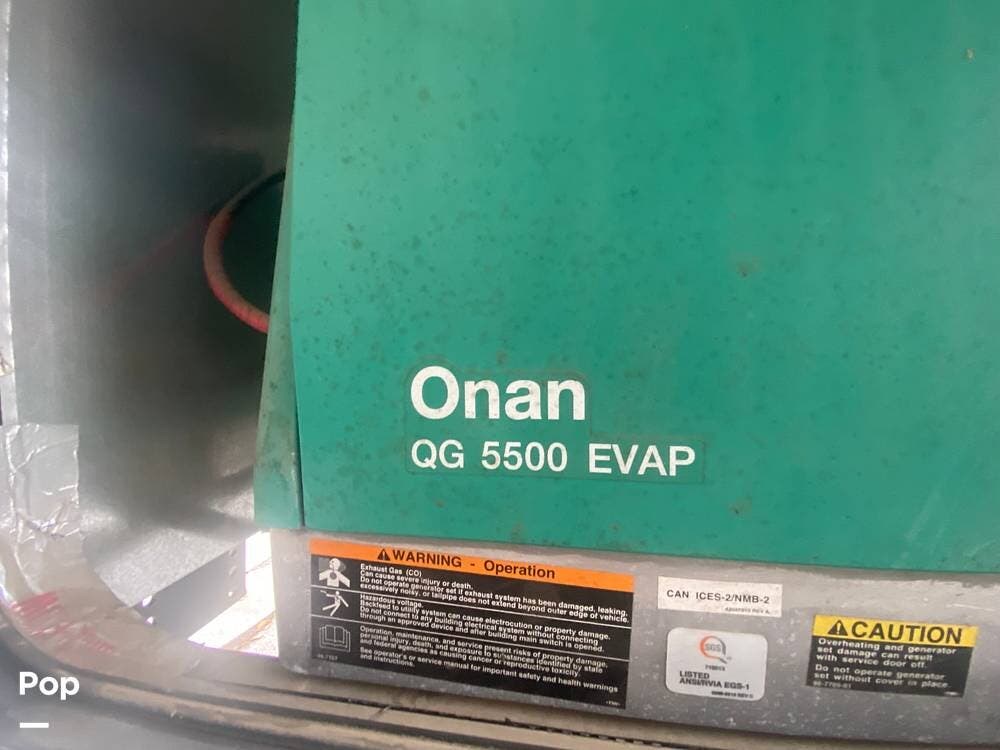 Onan
QG 5500 EVAP
WARNING - Operation
Exhaust Gas (CO)
Can cause severe injury or death.
Do not operate generator set if exhaust system has been damaged, leaking,
excessively noisy, or tailpipe does not extend beyond outer edge or vehicle.
Hazardous voltage.
Backfeed to utility system can cause electrocution or property damage.
Do not connect to any building electrical system without connecting
through an approved device and after building main switch is opened.
Operation, maintenance, and service present risks of property damage,
personal injury, death, and exposure to substances identified by state
or federal agencies as causing cancer or reproductive toxicity.
See operator's or service manual for important safety and health warnings
and instructions.
CAN ICES-2/NMB-2
SGS
LISTED
ANSI/RVIA EGS-1
CAUTION
Overheating and generator
set damage can result
with service door off.
Do not operate generator
set without cover in place.
Pop